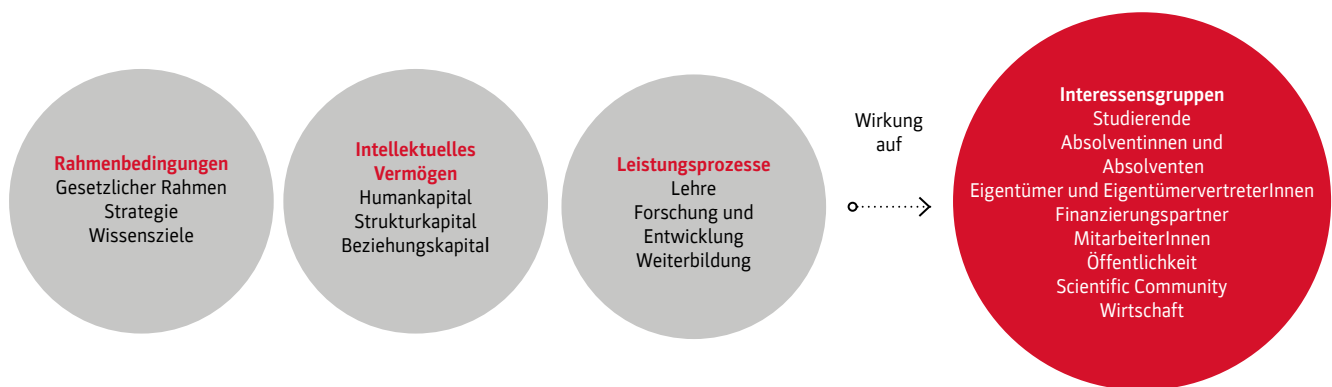 Rahmenbedingungen
Gesetzlicher Rahmen
Strategie
Wissensziele
Intellektuelles
Vermögen
Humankapital
Strukturkapital
Beziehungskapital
Leistungsprozesse
Lehre
Forschung und
Entwicklung
Weiterbildung
Wirkung
auf
Interessensgruppen
Studierende
Absolventinnen und
Absolventen
Eigentümer und EigentümervertreterInnen
Finanzierungspartner
MitarbeiterInnen
Öffentlichkeit
Scientific Community
Wirtschaft